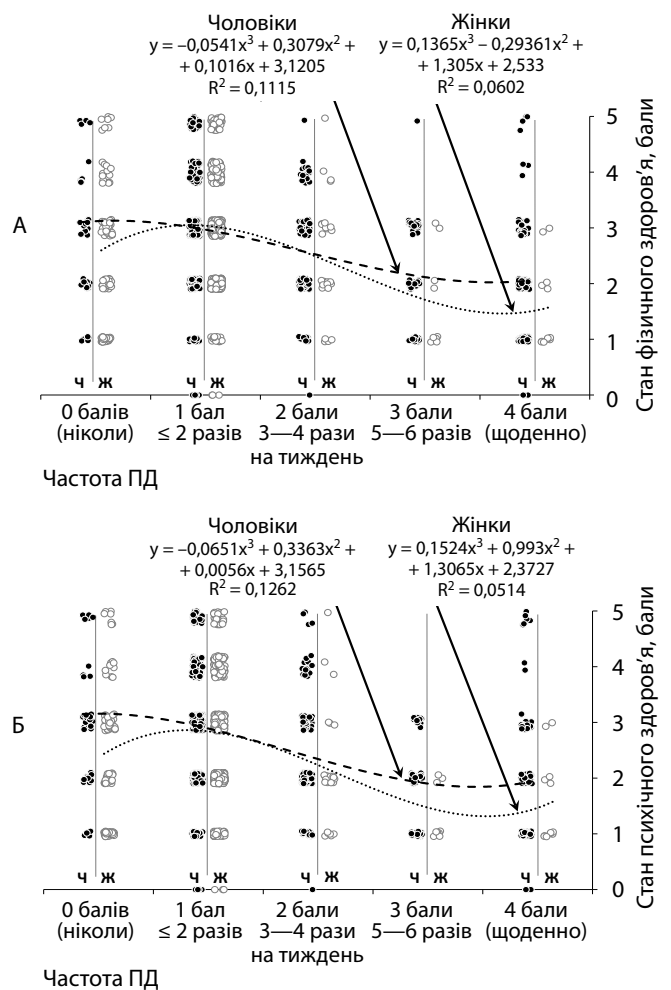 Чоловіки
y = –0,0541x³ + 0,3079x² +
+ 0,1016x + 3,1205
R² = 0,1115
Жінки
y = 0,1365x³ – 0,29361x² +
+ 1,305x + 2,533
R² = 0,0602
А
5
4
3
2
1
0
Стан фізичного здоров’я, бали
Ч Ж Ч Ж Ч Ж Ч Ж Ч Ж
0 балів 1 бал 2 бали 3 бали 4 бали
(ніколи) ≤ 2 разів 3—4 рази 5—6 разів (щоденно)
на тиждень
Частота ПД
Чоловіки
y = –0,0651x³ + 0,3363x² +
+ 0,0056x + 3,1565
R² = 0,1262
Жінки
y = 0,1524x³ + 0,993x² +
+ 1,3065x + 2,3727
R² = 0,0514
Б
5
4
3
2
1
0
Стан психічного здоров’я, бали
Ч Ж Ч Ж Ч Ж Ч Ж Ч Ж
0 балів 1 бал 2 бали 3 бали 4 бали
(ніколи) ≤ 2 разів 3—4 рази 5—6 разів (щоденно)
на тиждень
Частота ПД